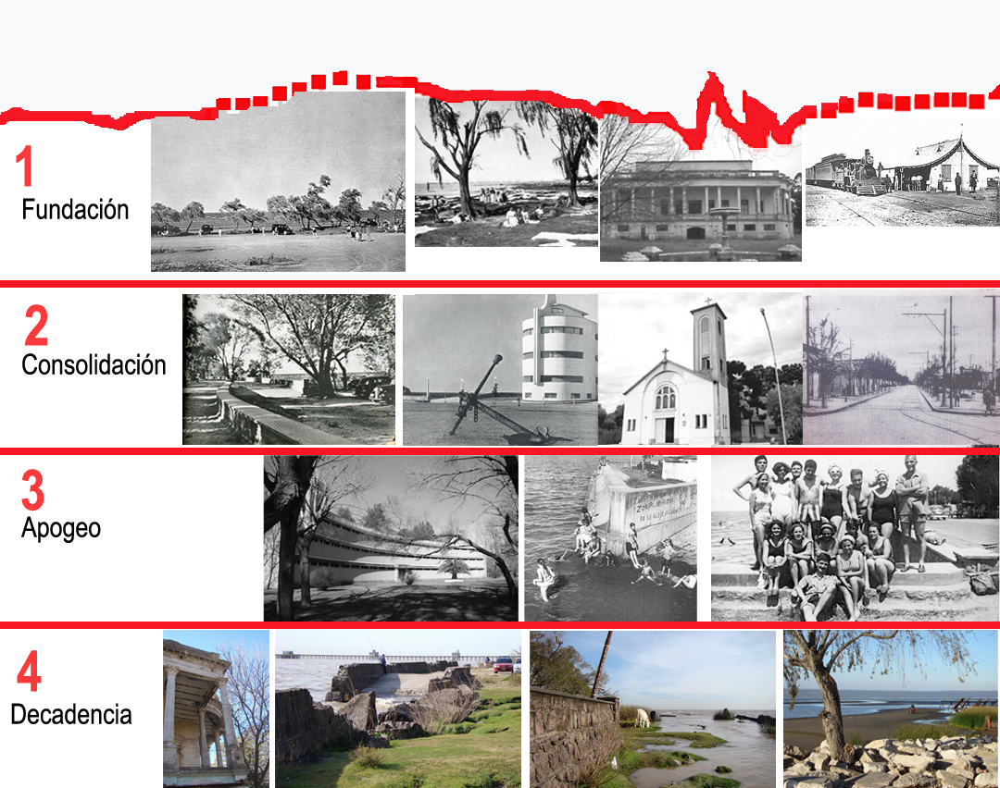 1
Fundación
2
Consolidación
3
Apogeo
4
Decadencia